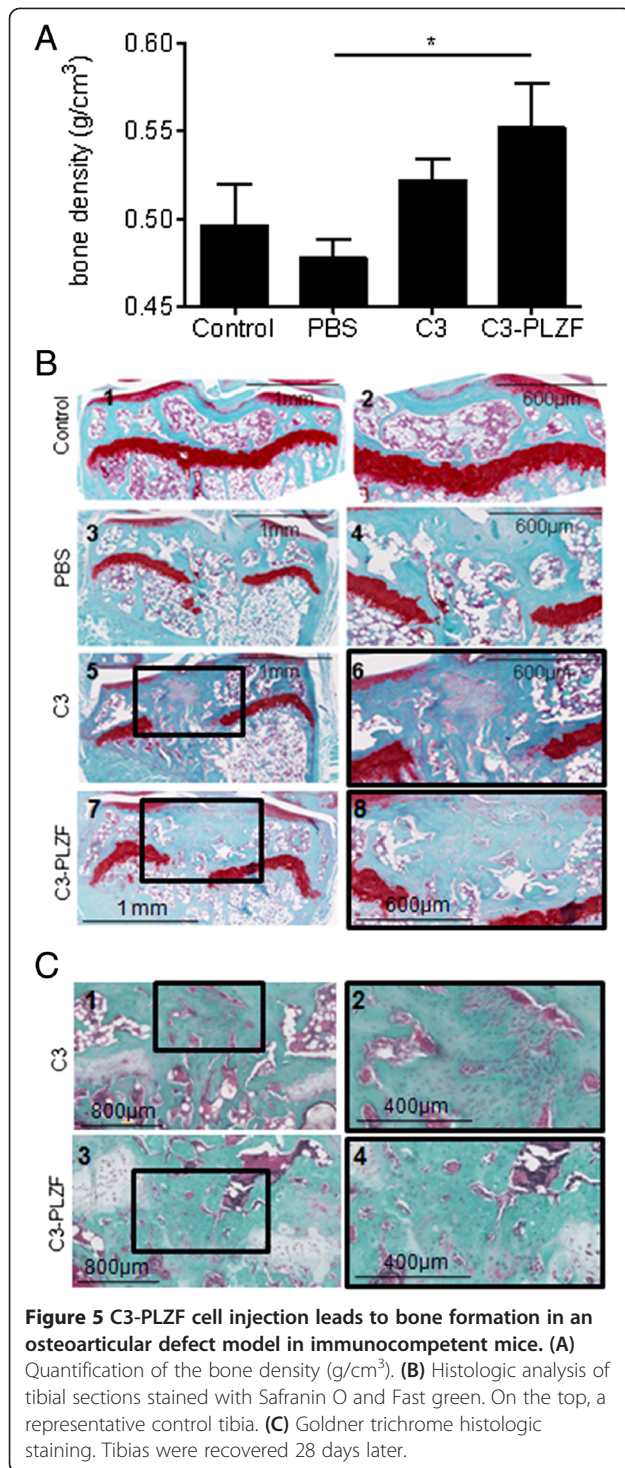 A
bone density (g/cm³)
0.60
0.55
0.50
0.45
*
Control PBS C3 C3-PLZF
B
Control
1
1mm
2
600µm
PBS
3
1mm
4
600µm
C3
5
1mm
6
600µm
C3-PLZF
7
1mm
8
600µm
C
C3
1
800µm
2
400µm
C3-PLZF
3
800µm
4
400µm
Figure 5 C3-PLZF cell injection leads to bone formation in an
osteoarticular defect model in immunocompetent mice. (A)
Quantification of the bone density (g/cm³). (B) Histologic analysis of
tibial sections stained with Safranin O and Fast green. On the top, a
representative control tibia. (C) Goldner trichrome histologic
staining. Tibias were recovered 28 days later.